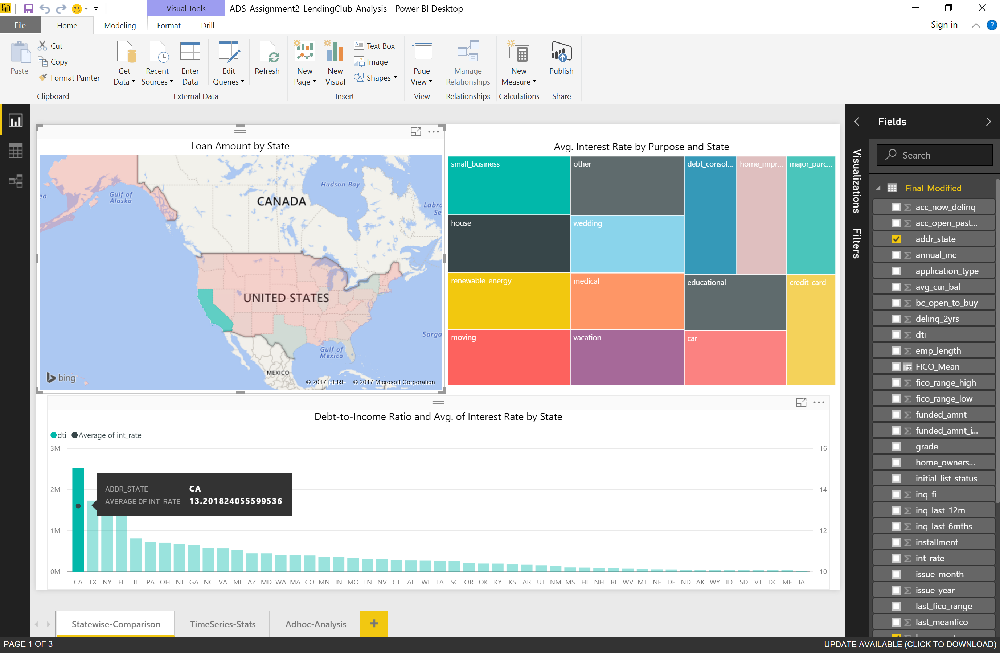 Visual Tools
ADS-Assignment2-LendingClub-Analysis - Power BI Desktop
File
Home
Modeling
Format
Drill
Sign in
?
Paste
Cut
Copy
Format Painter
Clipboard
Get Data
Recent Sources
Enter Data
Edit Queries
Refresh
External Data
New Page
New Visual
Text Box
Image
Shapes
Insert
Page View
View
Manage Relationships
Relationships
New Measure
Calculations
Publish
Share
Loan Amount by State
ea
Gulf of Alaska
Hudson Bay
CANADA
Labra
Se
UNITED STATES
Sarga
Gulf of Mexico
MEXICO
bing
© 2017 HERE © 2017 Microsoft Corporation
Avg. Interest Rate by Purpose and State
small_business
other
debt_consol...
home_impr...
major_purc...
house
wedding
renewable_energy
medical
educational
credit_card
moving
vacation
car
Debt-to-Income Ratio and Avg. of Interest Rate by State
dti Average of int_rate
3M
16
2M
14
1M
12
0M
10
ADDR_STATE CA
AVERAGE OF INT_RATE 13.201824055599536
CA TX NY FL IL PA OH NJ GA NC VA MI AZ MD WA MA CO MN IN MO TN NV CT AL WI LA SC OR OK KY KS AR UT NM MS HI NH RI WV MT NE DE ND AK WY ID SD VT DC ME IA
Visualizations
Filters
Fields
Search
Final_Modified
acc_now_delinq
acc_open_past...
addr_state
annual_inc
application_type
avg_cur_bal
bc_open_to_buy
delinq_2yrs
dti
emp_length
FICO_Mean
fico_range_high
fico_range_low
funded_amnt
funded_amnt_i...
grade
home_owners...
initial_list_status
inq_fi
inq_last_12m
inq_last_6mths
installment
int_rate
issue_month
issue_year
last_fico_range
last_meanfico
Statewise-Comparison
TimeSeries-Stats
Adhoc-Analysis
PAGE 1 OF 3
UPDATE AVAILABLE (CLICK TO DOWNLOAD)